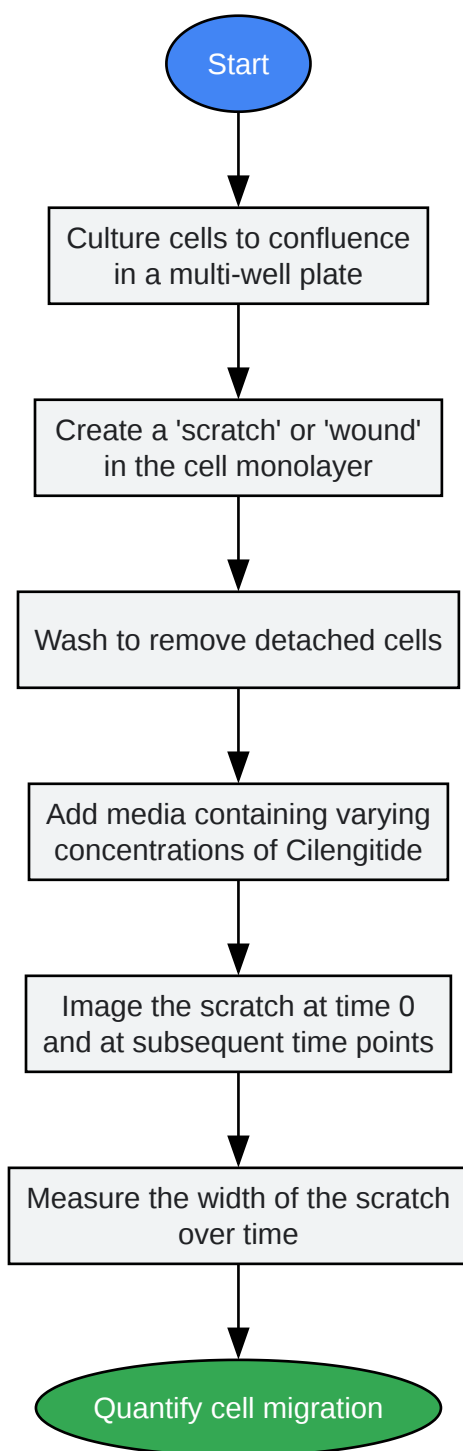 Start
Culture cells to confluence
in a multi-well plate
Create a 'scratch' or 'wound'
in the cell monolayer
Wash to remove detached cells
Add media containing varying
concentrations of Cilengitide
Image the scratch at time 0
and at subsequent time points
Measure the width of the scratch
over time
Quantify cell migration